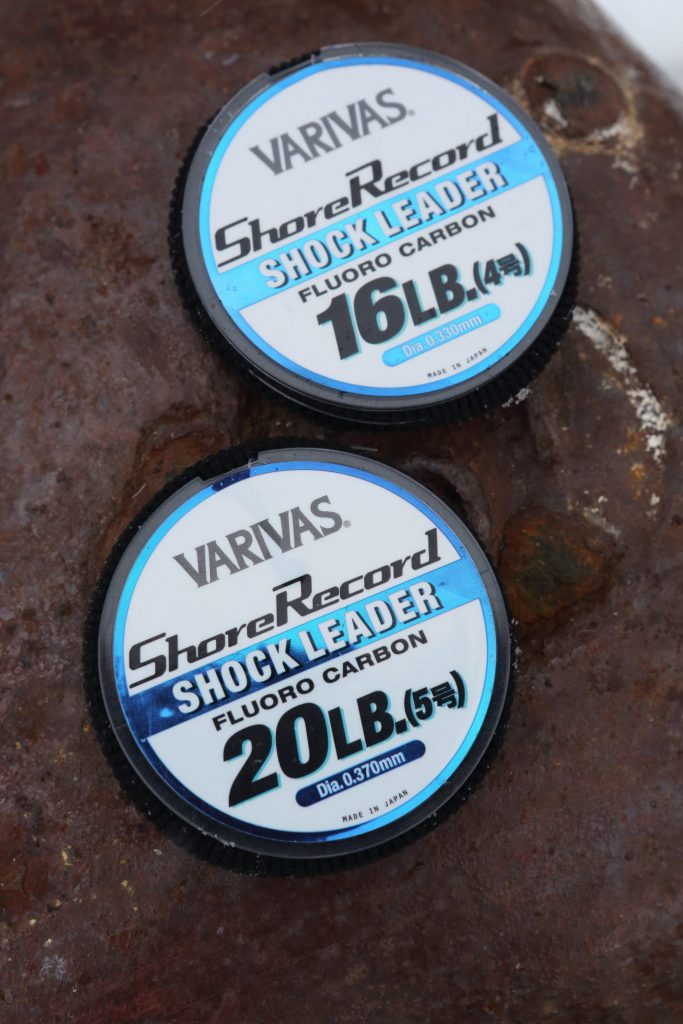 VARIVAS®
ShoreRecord
SHOCK LEADER
FLUORO CARBON
16LB.(4号)
Dia.0.330mm
MADE IN JAPAN
VARIVAS®
ShoreRecord
SHOCK LEADER
FLUORO CARBON
20LB.(5号)
Dia.0.370mm
MADE IN JAPAN